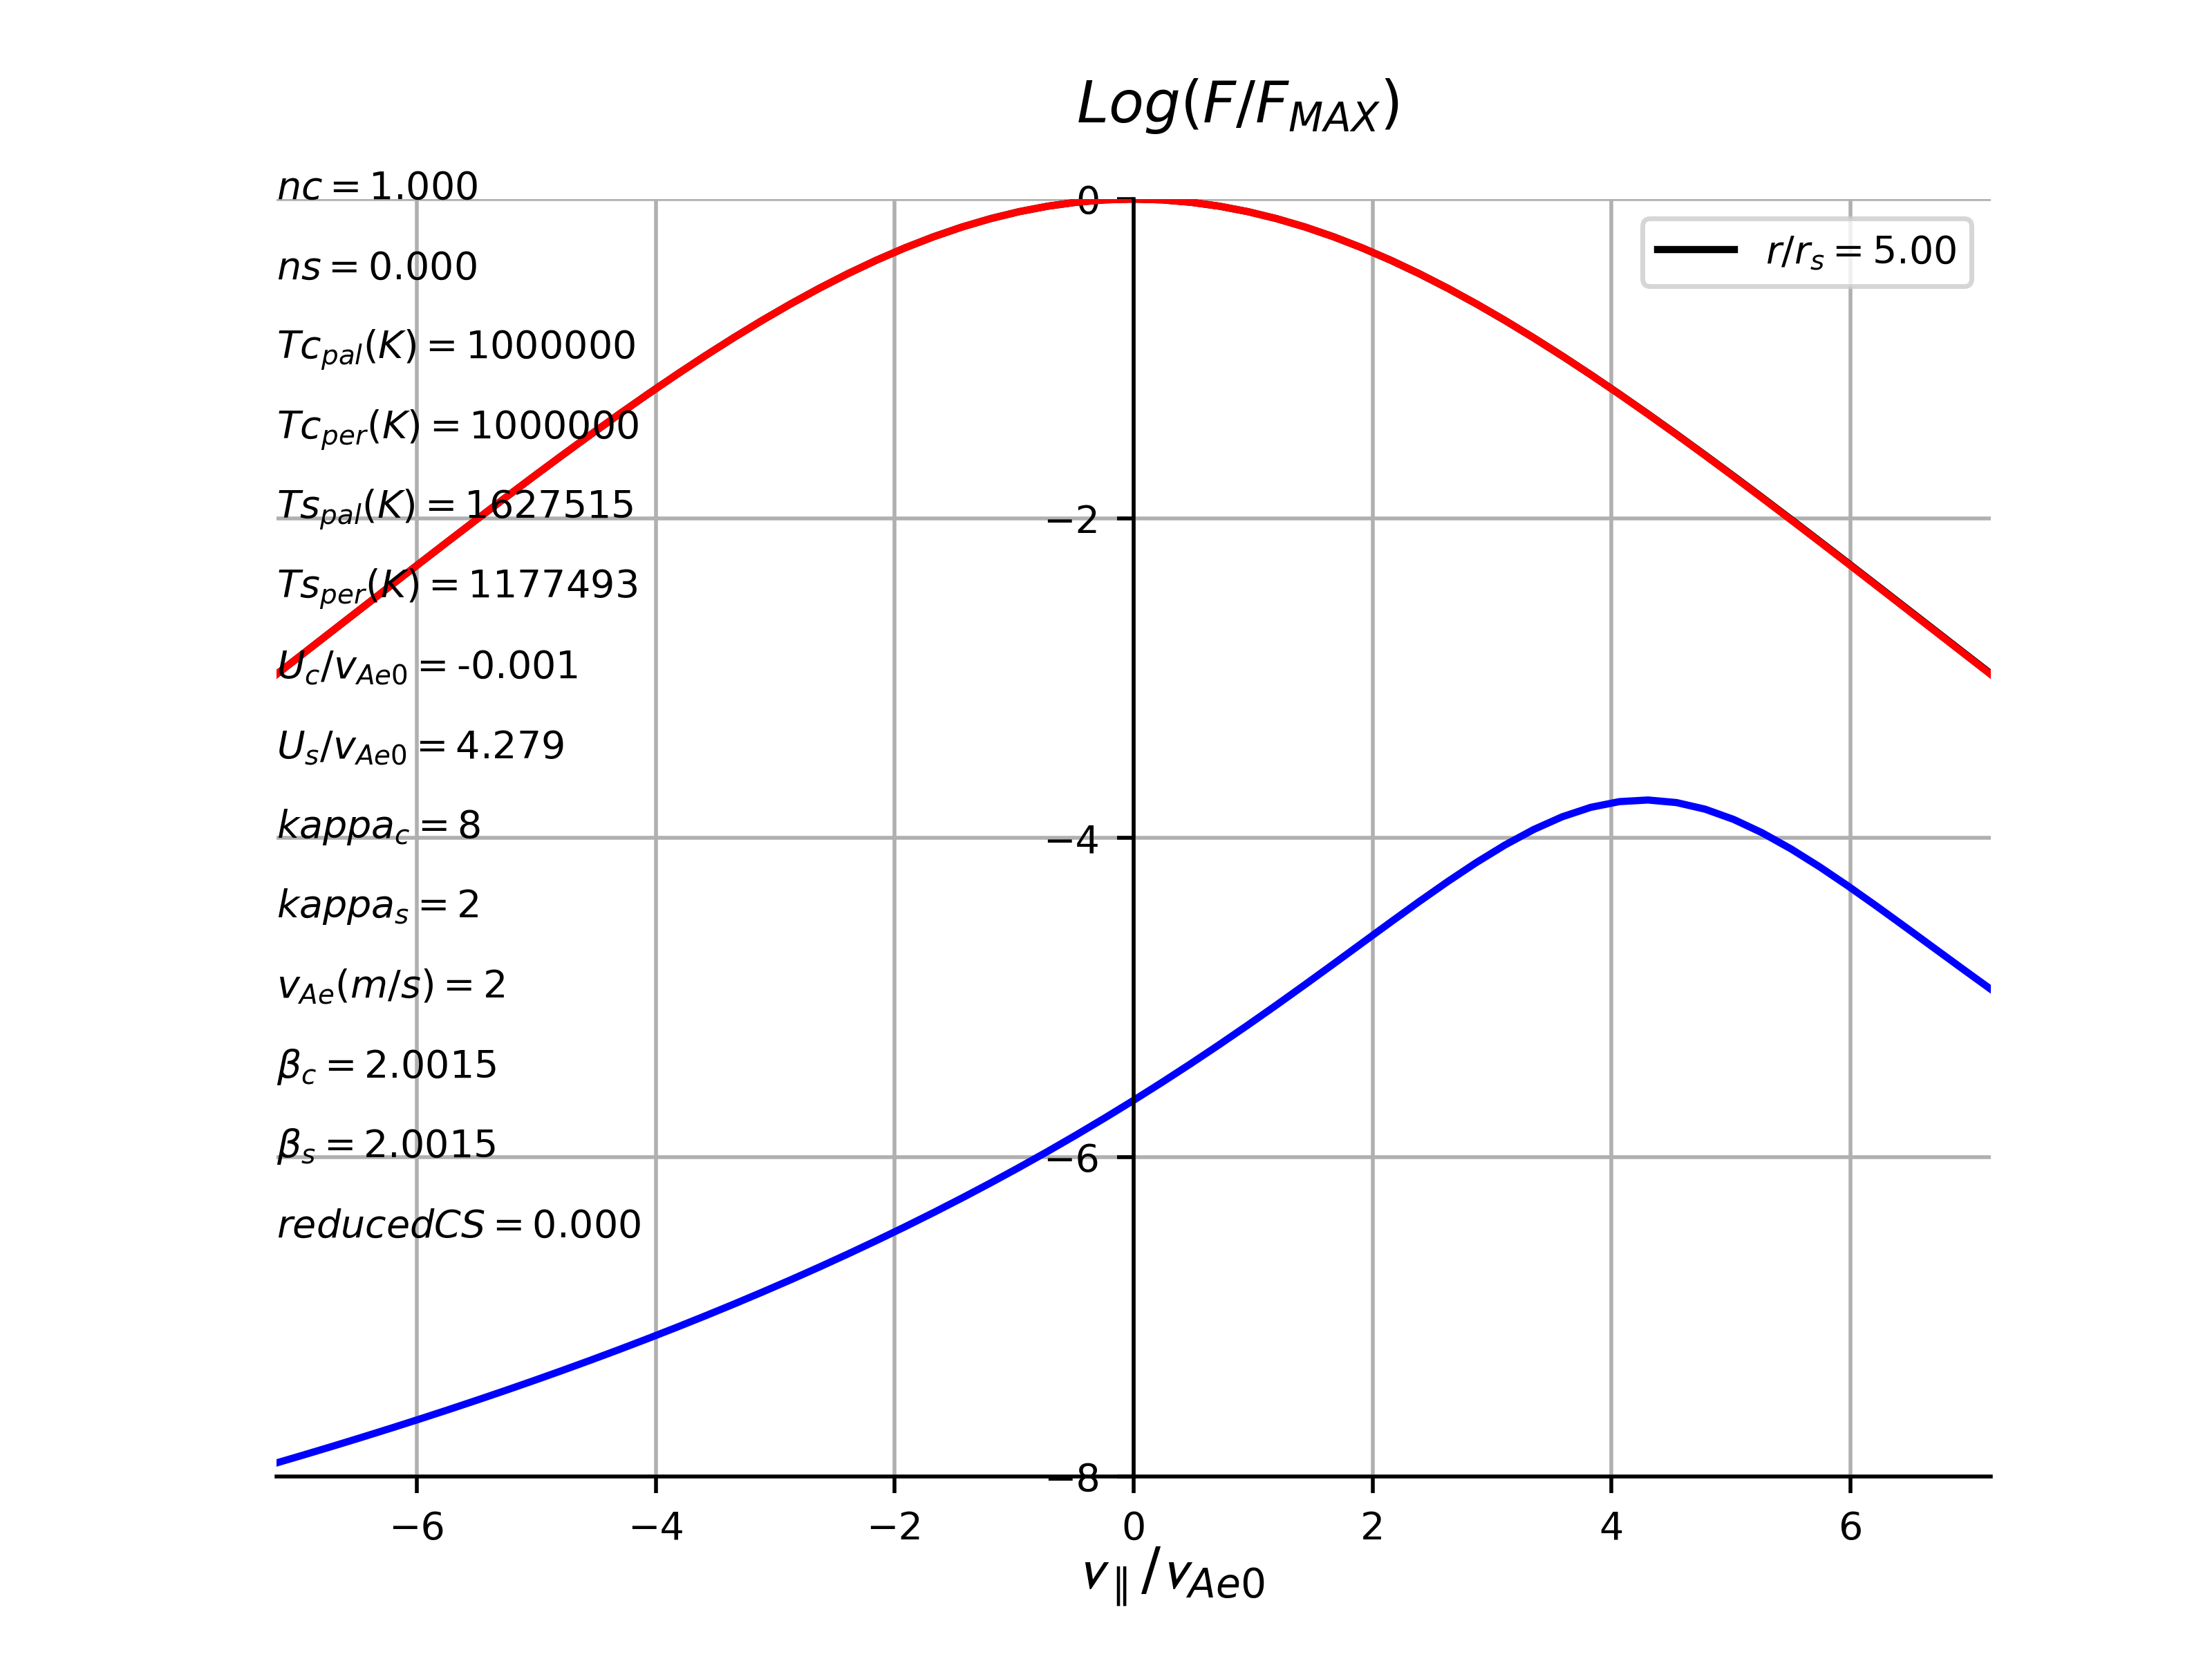 Log(F/F_MAX)
nc = 1.000
0
r/r_s = 5.00
ns = 0.000
Tc_pal(K) = 1000000
Tc_per(K) = 1000000
Ts_pal(K) = 1627515
−2
Ts_per(K) = 1177493
U_c/v_Ae0 = -0.001
U_s/v_Ae0 = 4.279
kappa_c = 8
−4
kappa_s = 2
v_Ae(m/s) = 2
β_c = 2.0015
β_s = 2.0015
−6
reducedCS = 0.000
−8
−6 −4 −2 0 2 4 6
v_∥/v_Ae0